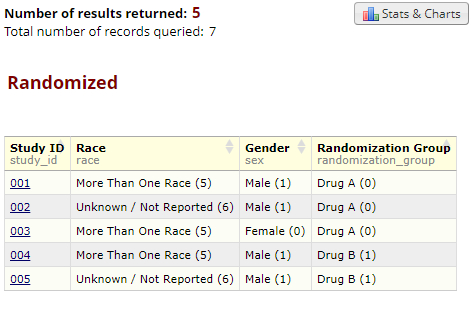 Number of results returned: 5
Total number of records queried: 7
Stats & Charts
Randomized
Study ID Race Gender Randomization Group
study_id race sex randomization_group
001 More Than One Race (5) Male (1) Drug A (0)
002 Unknown / Not Reported (6) Male (1) Drug A (0)
003 More Than One Race (5) Female (0) Drug A (0)
004 More Than One Race (5) Male (1) Drug B (1)
005 Unknown / Not Reported (6) Male (1) Drug B (1)